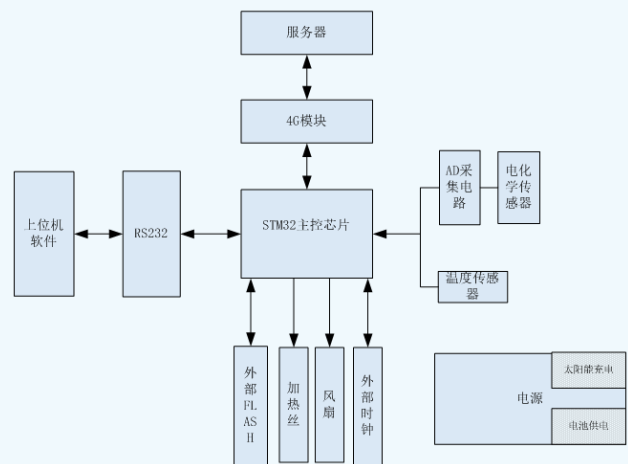 服务器
4G模块
AD采
集电
路
电化
学传
感器
上位机
软件
RS232
STM32主控芯片
温度传感
器
外
部
FL
AS
H
加
热
丝
风
扇
外
部
时
钟
太阳能充电
电源
电池供电